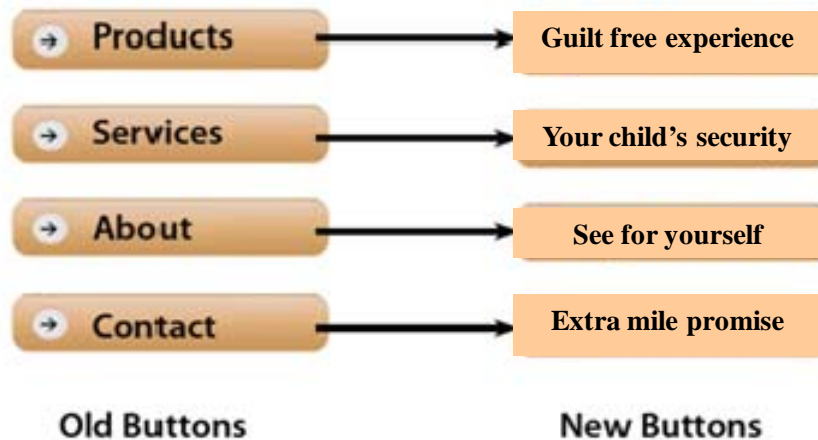 Products
Guilt free experience
Services
Your child’s security
About
See for yourself
Contact
Extra mile promise
Old Buttons
New Buttons